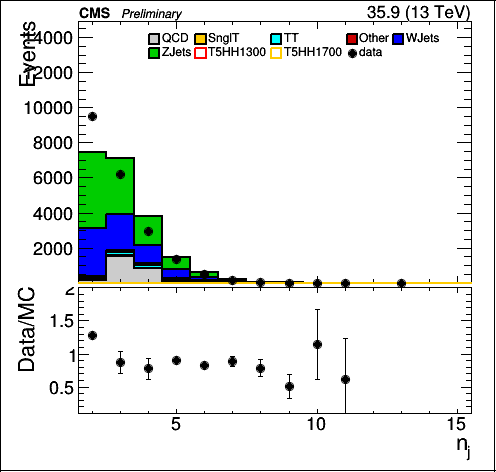 CMS Preliminary 35.9 (13 TeV)
QCD SnglT TT Other WJets
ZJets T5HH1300 T5HH1700 data
Events
14000
12000
10000
8000
6000
4000
2000
Data/MC
2
1.5
1
0.5
5 10 15
nj